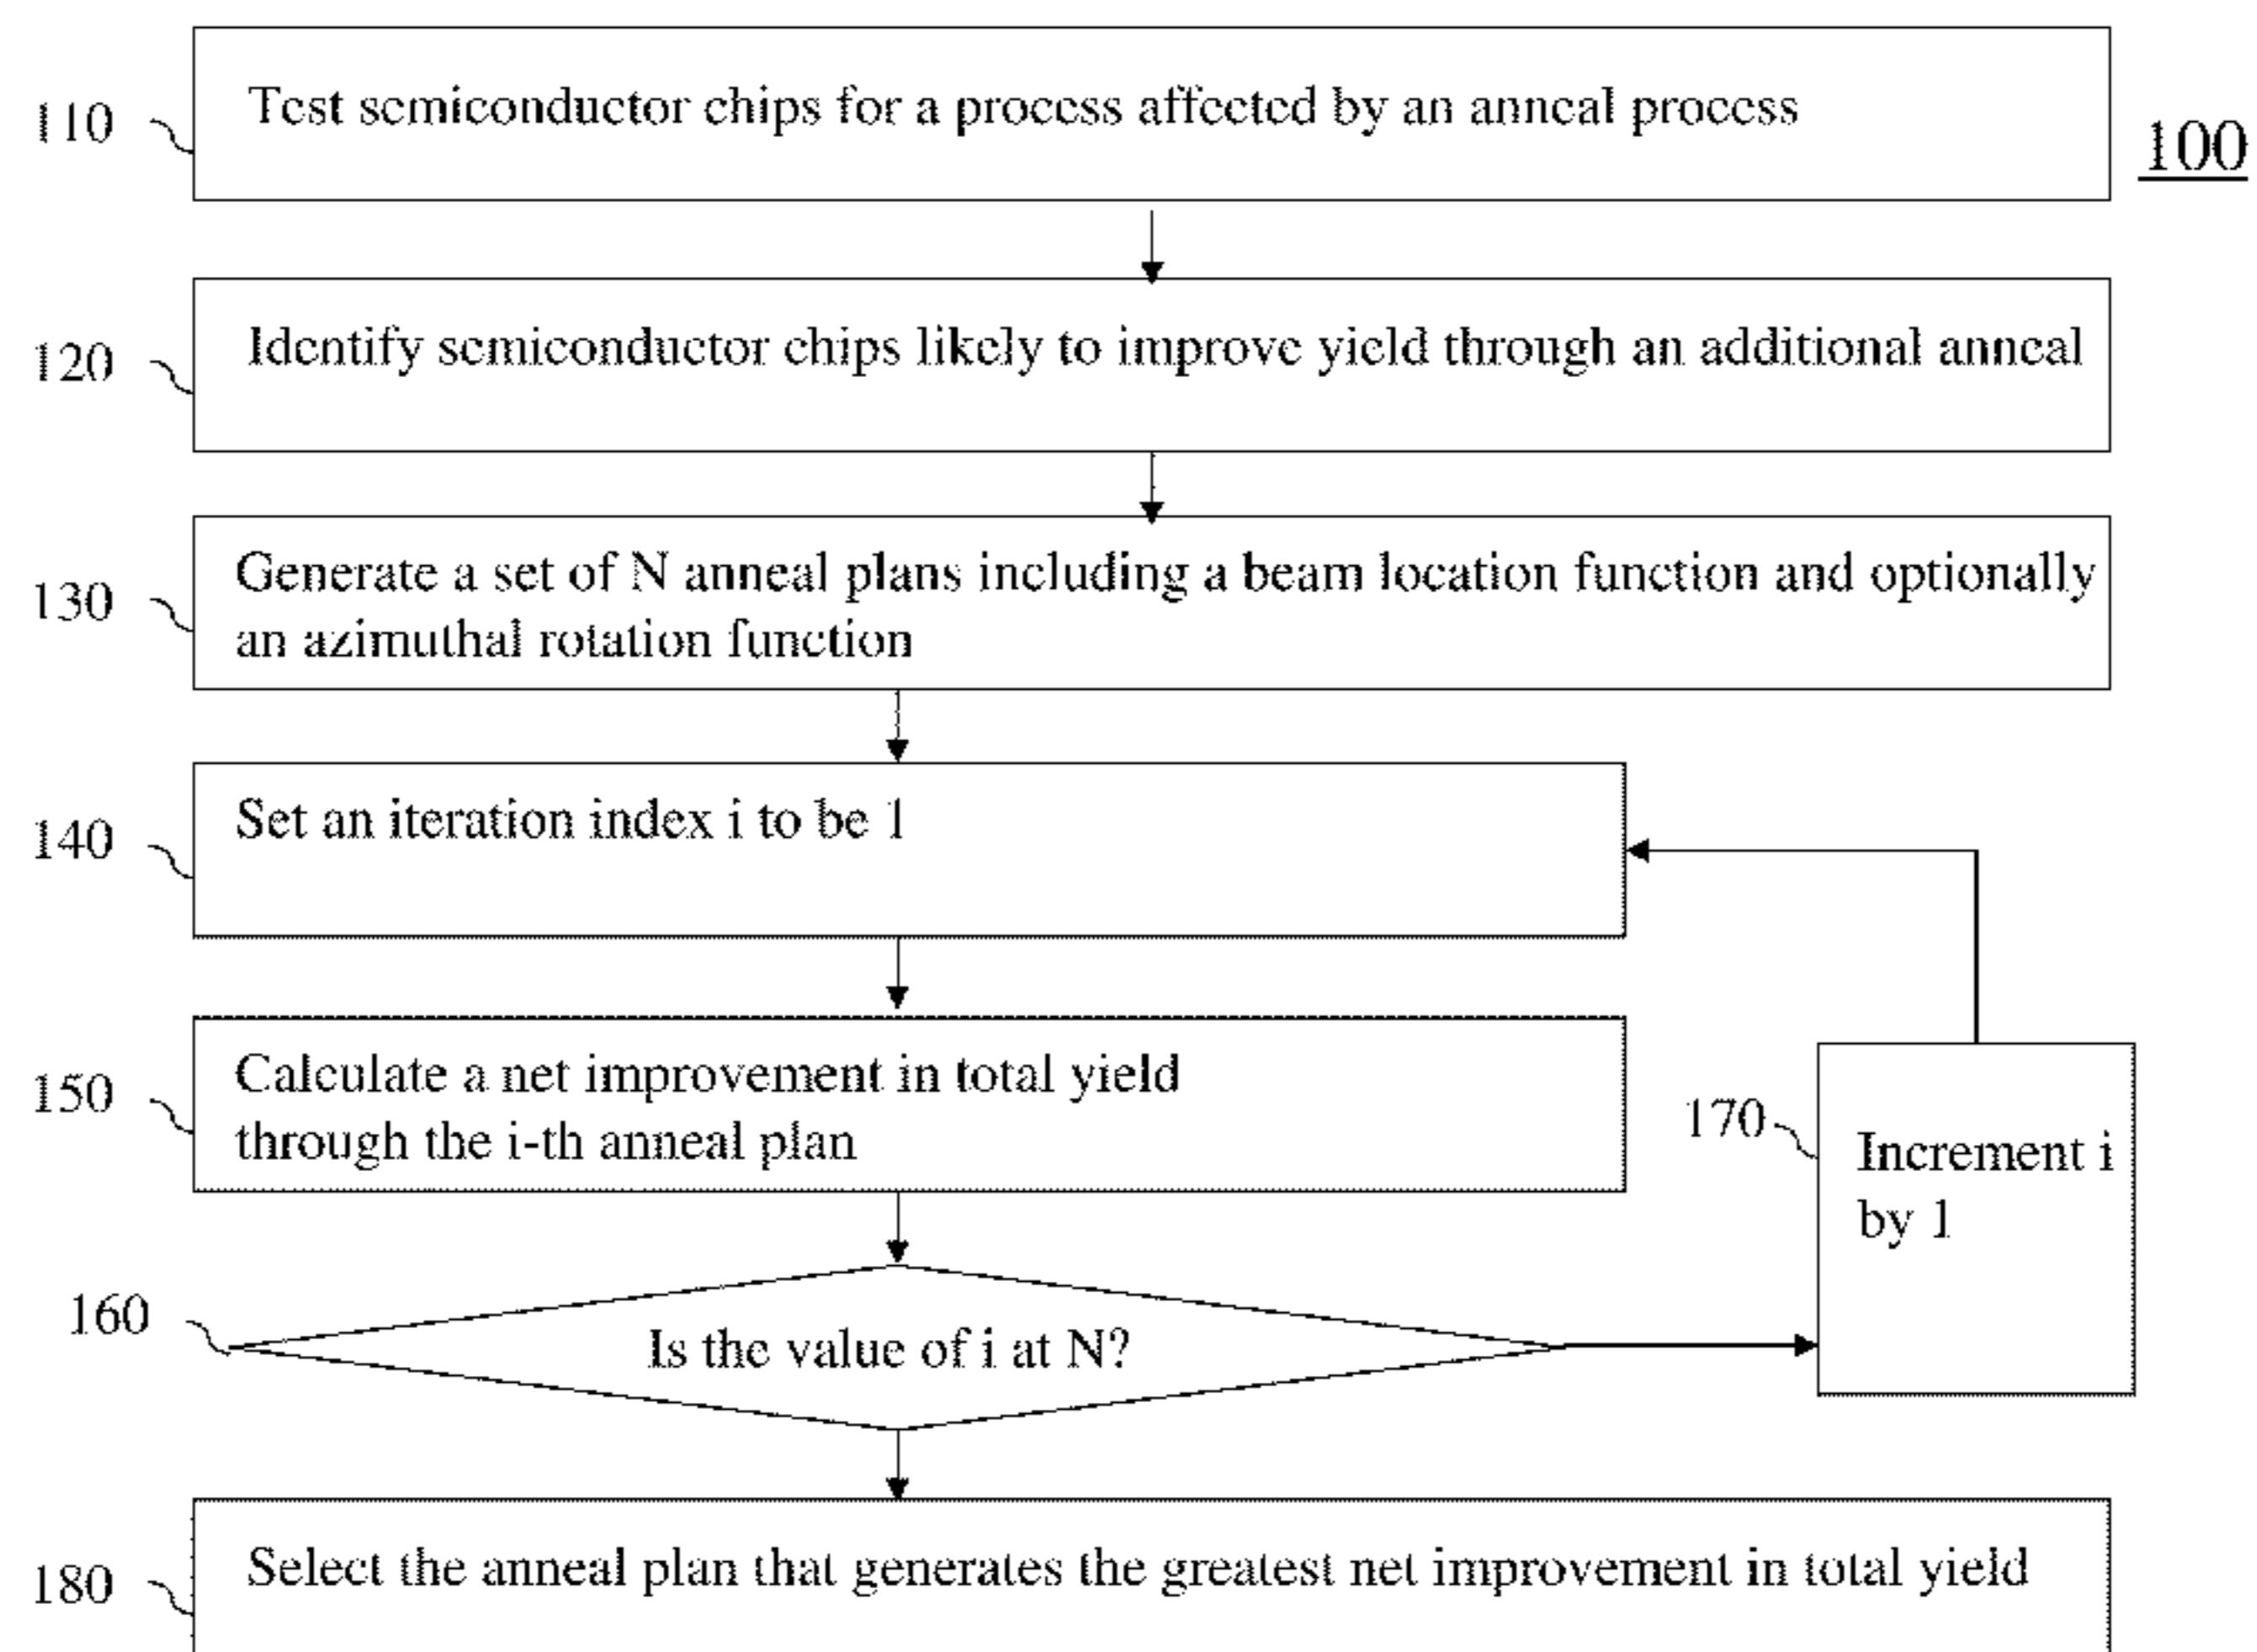 110
Test semiconductor chips for a process affected by an anneal process
100
120
Identify semiconductor chips likely to improve yield through an additional anneal
130
Generate a set of N anneal plans including a beam location function and optionally
an azimuthal rotation function
140
Set an iteration index i to be 1
150
Calculate a net improvement in total yield
through the i-th anneal plan
170
Increment i
by 1
160
Is the value of i at N?
180
Select the anneal plan that generates the greatest net improvement in total yield